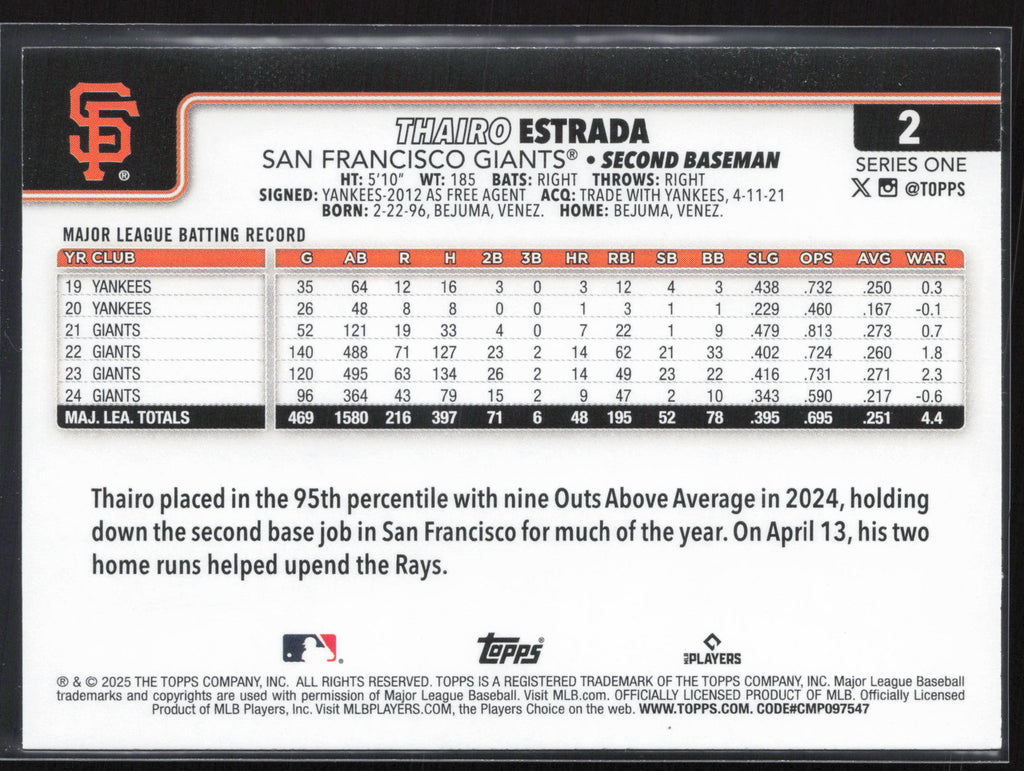 SF®
THAIRO ESTRADA
2
SAN FRANCISCO GIANTS® • SECOND BASEMAN
SERIES ONE
HT: 5'10" WT: 185 BATS: RIGHT THROWS: RIGHT
X @TOPPS
SIGNED: YANKEES-2012 AS FREE AGENT ACQ: TRADE WITH YANKEES, 4-11-21
BORN: 2-22-96, BEJUMA, VENEZ. HOME: BEJUMA, VENEZ.
MAJOR LEAGUE BATTING RECORD
YR CLUB G AB R H 2B 3B HR RBI SB BB SLG OPS AVG WAR
19 YANKEES 35 64 12 16 3 0 3 12 4 3 .438 .732 .250 0.3
20 YANKEES 26 48 8 8 0 0 1 3 1 1 .229 .460 .167 -0.1
21 GIANTS 52 121 19 33 4 0 7 22 1 9 .479 .813 .273 0.7
22 GIANTS 140 488 71 127 23 2 14 62 21 33 .402 .724 .260 1.8
23 GIANTS 120 495 63 134 26 2 14 49 23 22 .416 .731 .271 2.3
24 GIANTS 96 364 43 79 15 2 9 47 2 10 .343 .590 .217 -0.6
MAJ. LEA. TOTALS 469 1580 216 397 71 6 48 195 52 78 .395 .695 .251 4.4
Thairo placed in the 95th percentile with nine Outs Above Average in 2024, holding
down the second base job in San Francisco for much of the year. On April 13, his two
home runs helped upend the Rays.
® Topps® MLB PLAYERS
® & © 2025 THE TOPPS COMPANY, INC. ALL RIGHTS RESERVED. TOPPS IS A REGISTERED TRADEMARK OF THE TOPPS COMPANY, INC. Major League Baseball
trademarks and copyrights are used with permission of Major League Baseball. Visit MLB.com. OFFICIALLY LICENSED PRODUCT OF MLB. Officially Licensed
Product of MLB Players, Inc. Visit MLBPLAYERS.COM, the Players Choice on the web. WWW.TOPPS.COM. CODE#CMP097547